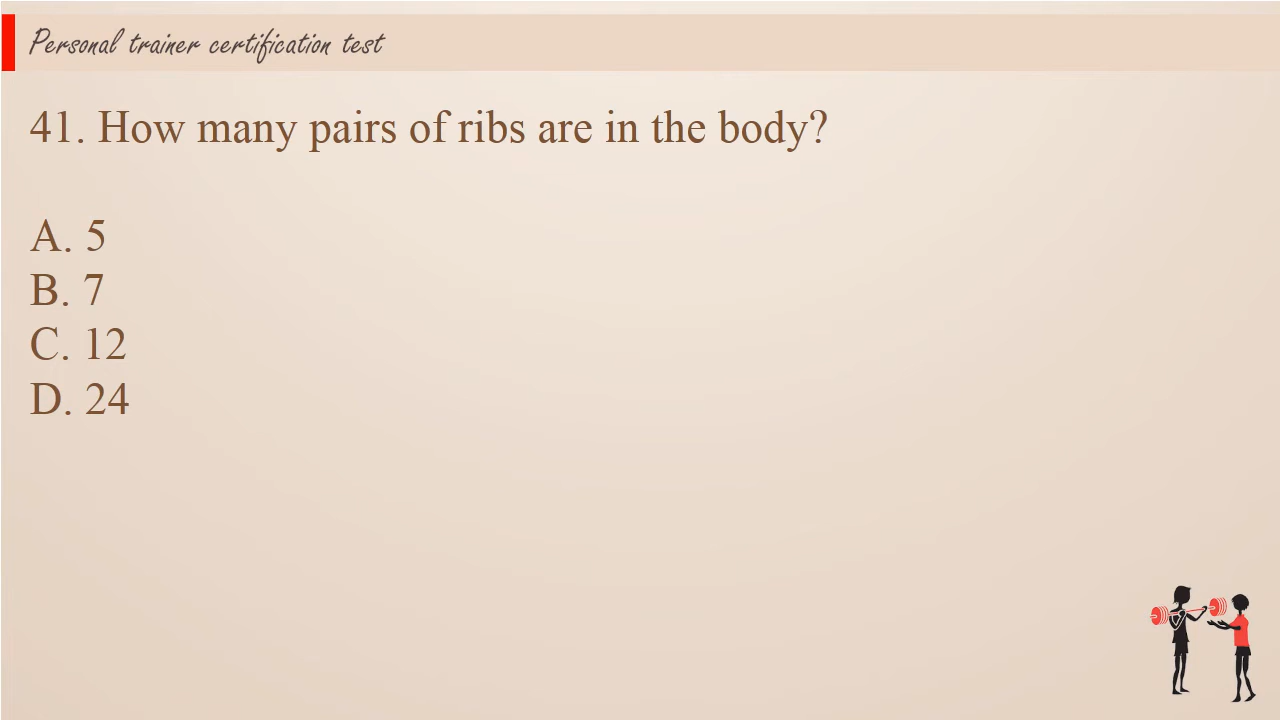 Personal trainer certification test
41. How many pairs of ribs are in the body?
A. 5
B. 7
C. 12
D. 24